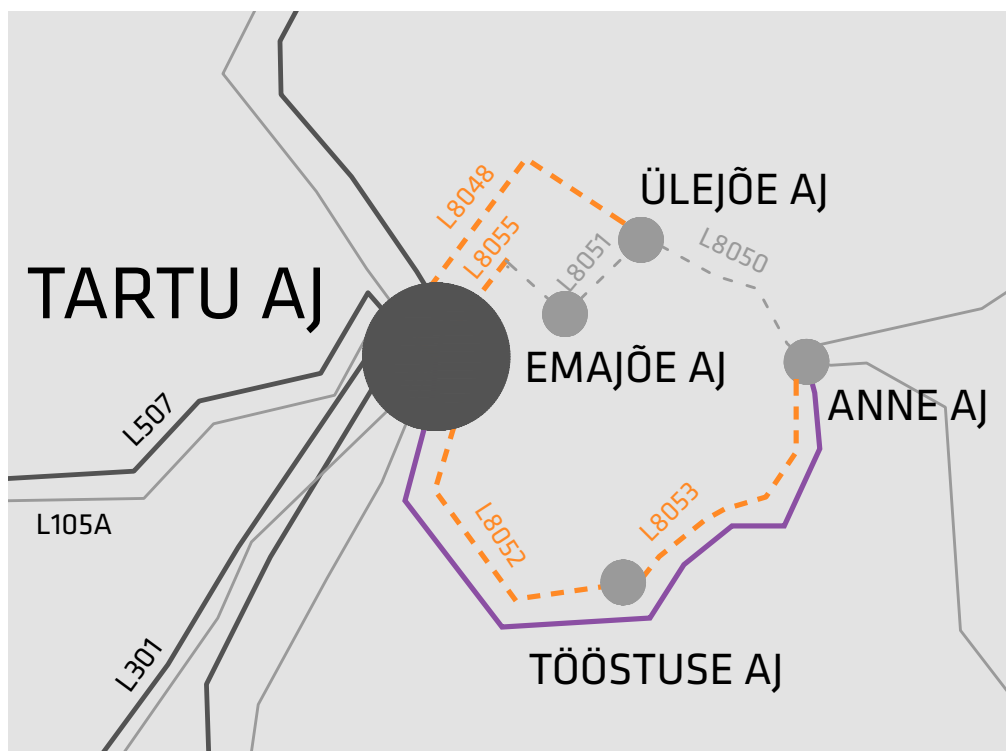 L8048
ÜLEJÕE AJ
L8055
L8051
L8050
TARTU AJ
EMAJÕE AJ
ANNE AJ
L507
L105A
L8052
L8053
L301
TÖÖSTUSE AJ